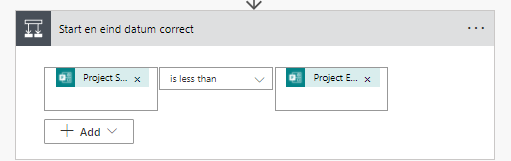 Start en eind datum correct
Project S... is less than Project E...
Add